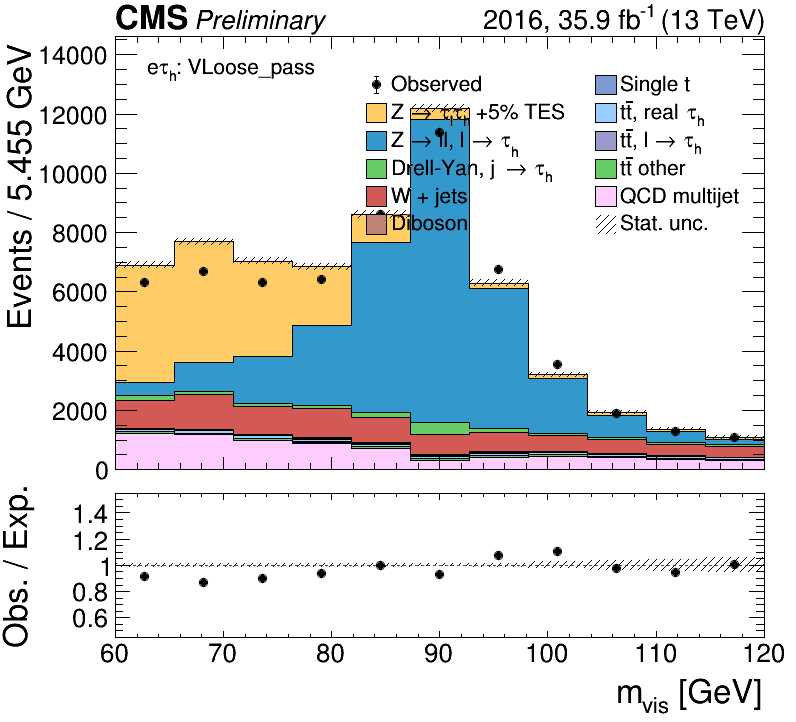 CMS Preliminary 2016, 35.9 fb⁻¹ (13 TeV)
eτₕ: VLoose_pass
Observed
Z → τₗτₕ +5% TES
Z → ll, l → τₕ
Drell-Yan, j → τₕ
W + jets
Diboson
Single t
tt̄, real τₕ
tt̄, l → τₕ
tt̄ other
QCD multijet
Stat. unc.
Events / 5.455 GeV
14000
12000
10000
8000
6000
4000
2000
0
Obs. / Exp.
1.4
1.2
1
0.8
0.6
60 70 80 90 100 110 120
m_vis [GeV]